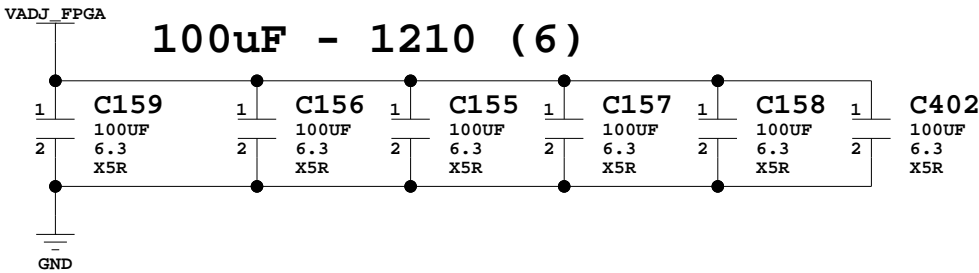 VADJ_FPGA
100uF - 1210 (6)
1 C159 1 C156 1 C155 1 C157 1 C158 1 C402
100UF 100UF 100UF 100UF 100UF 100UF
2 6.3 2 6.3 2 6.3 2 6.3 2 6.3 2 6.3
X5R X5R X5R X5R X5R X5R
GND